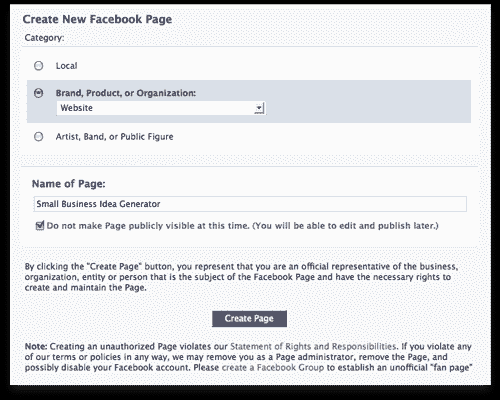 Create New Facebook Page
Category:
Local
Brand, Product, or Organization:
Website
Artist, Band, or Public Figure
Name of Page:
Small Business Idea Generator
Do not make Page publicly visible at this time. (You will be able to edit and publish later.)
By clicking the "Create Page" button, you represent that you are an official representative of the business,
organization, entity or person that is the subject of the Facebook Page and have the necessary rights to
create and maintain the Page.
Create Page
Note: Creating an unauthorized Page violates our Statement of Rights and Responsibilities. If you violate any
of our terms or policies in any way, we may remove you as a Page administrator, remove the Page, and
possibly disable your Facebook account. Please create a Facebook Group to establish an unofficial "fan page"